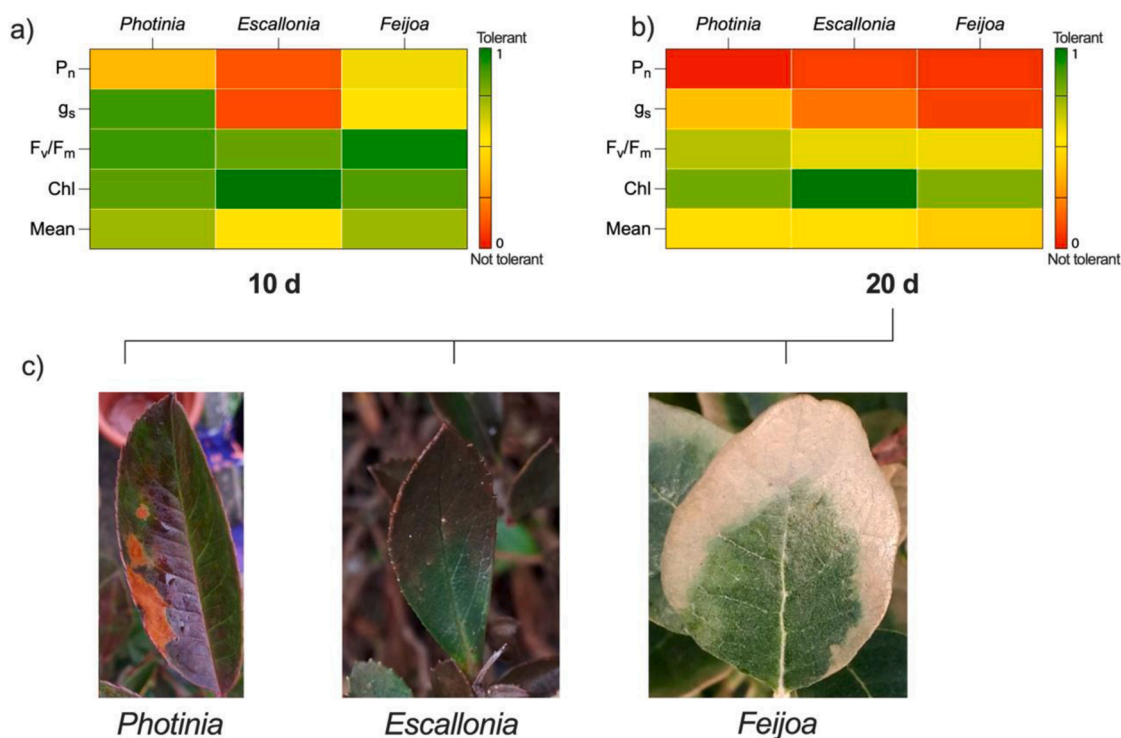 a)
Photinia Escallonia Feijoa
Pn
gs
Fv/Fm
Chl
Mean
Tolerant
1
0
Not tolerant
10 d
b)
Photinia Escallonia Feijoa
Pn
gs
Fv/Fm
Chl
Mean
Tolerant
1
0
Not tolerant
20 d
c)
Photinia Escallonia Feijoa